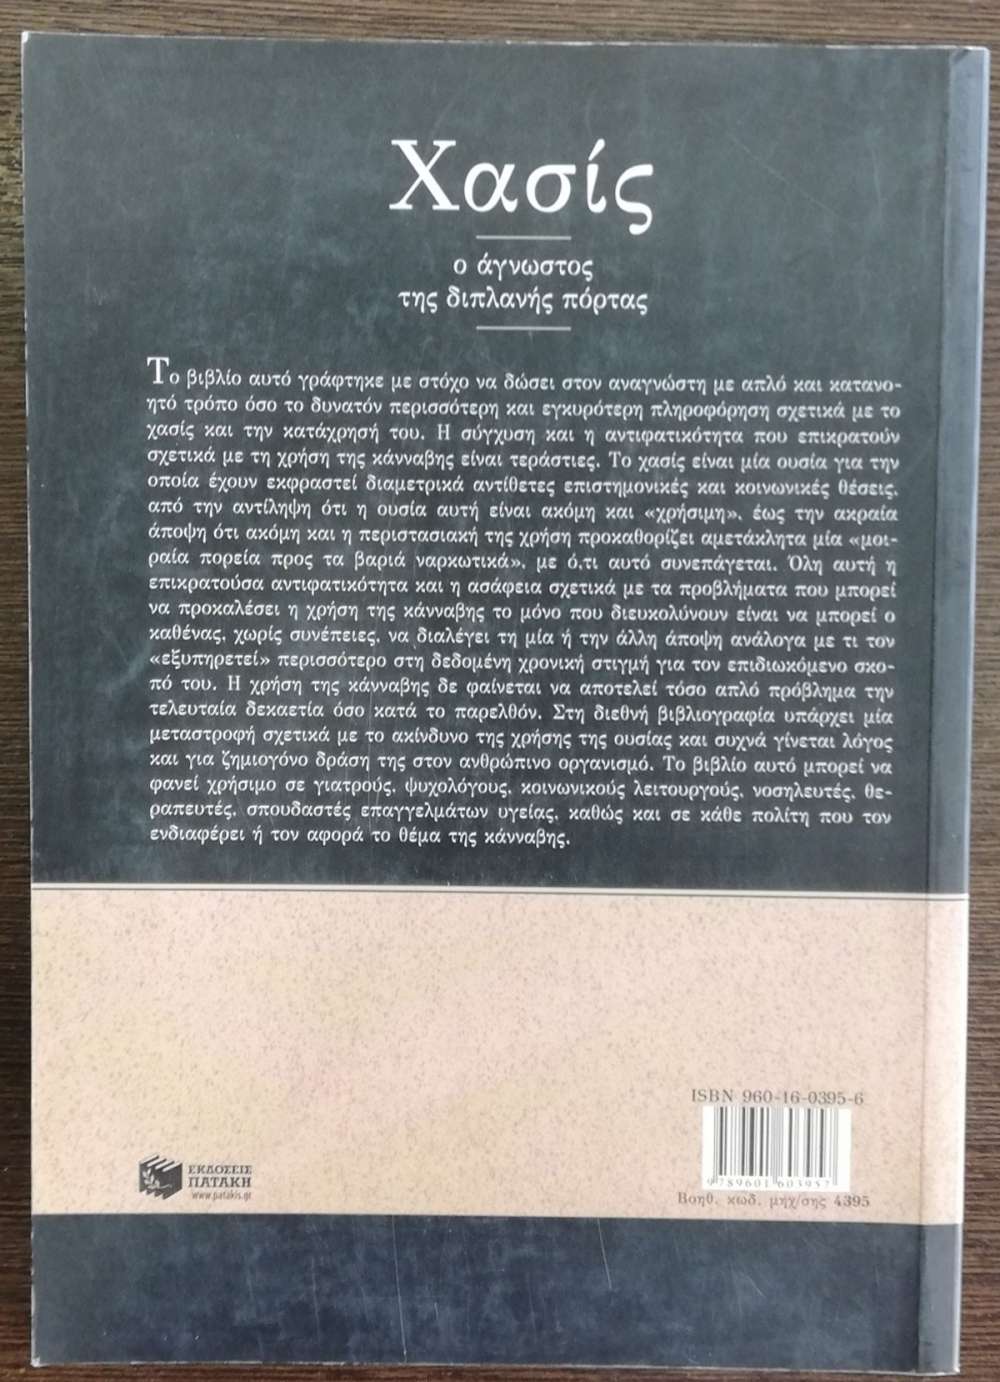 Χασίς
ο άγνωστος
της διπλανής πόρτας
Το βιβλίο αυτό γράφτηκε με στόχο να δώσει στον αναγνώστη με απλό και κατανο-
ητό τρόπο όσο το δυνατόν περισσότερη και εγκυρότερη πληροφόρηση σχετικά με το
χασίς και την κατάχρησή του. Η σύγχυση και η αντιφατικότητα που επικρατούν
σχετικά με τη χρήση της κάνναβης είναι τεράστιες. Το χασίς είναι μία ουσία για την
οποία έχουν εκφραστεί διαμετρικά αντίθετες επιστημονικές και κοινωνικές θέσεις,
από την αντίληψη ότι η ουσία αυτή είναι ακόμη και «χρήσιμη», έως την ακραία
άποψη ότι ακόμη και η περιστασιακή της χρήση προκαθορίζει αμετάκλητα μία «μοι-
ραία πορεία προς τα βαριά ναρκωτικά», με ό,τι αυτό συνεπάγεται. Όλη αυτή η
επικρατούσα αντιφατικότητα και η ασάφεια σχετικά με τα προβλήματα που μπορεί
να προκαλέσει η χρήση της κάνναβης το μόνο που διευκολύνουν είναι να μπορεί ο
καθένας, χωρίς συνέπειες, να διαλέγει τη μία ή την άλλη άποψη ανάλογα με τι τον
«εξυπηρετεί» περισσότερο στη δεδομένη χρονική στιγμή για τον επιδιωκόμενο σκο-
πό του. Η χρήση της κάνναβης δε φαίνεται να αποτελεί τόσο απλό πρόβλημα την
τελευταία δεκαετία όσο κατά το παρελθόν. Στη διεθνή βιβλιογραφία υπάρχει μία
μεταστροφή σχετικά με το ακίνδυνο της χρήσης της ουσίας και συχνά γίνεται λόγος
και για ζημιογόνο δράση της στον ανθρώπινο οργανισμό. Το βιβλίο αυτό μπορεί να
φανεί χρήσιμο σε γιατρούς, ψυχολόγους, κοινωνικούς λειτουργούς, νοσηλευτές, θε-
ραπευτές, σπουδαστές επαγγελμάτων υγείας, καθώς και σε κάθε πολίτη που τον
ενδιαφέρει ή τον αφορά το θέμα της κάνναβης.
ISBN 960-16-0395-6
9789601603957
Βοηθ. κωδ. μηχ/σης 4395
ΕΚΔΟΣΕΙΣ
ΠΑΤΑΚΗ
www.patakis.gr